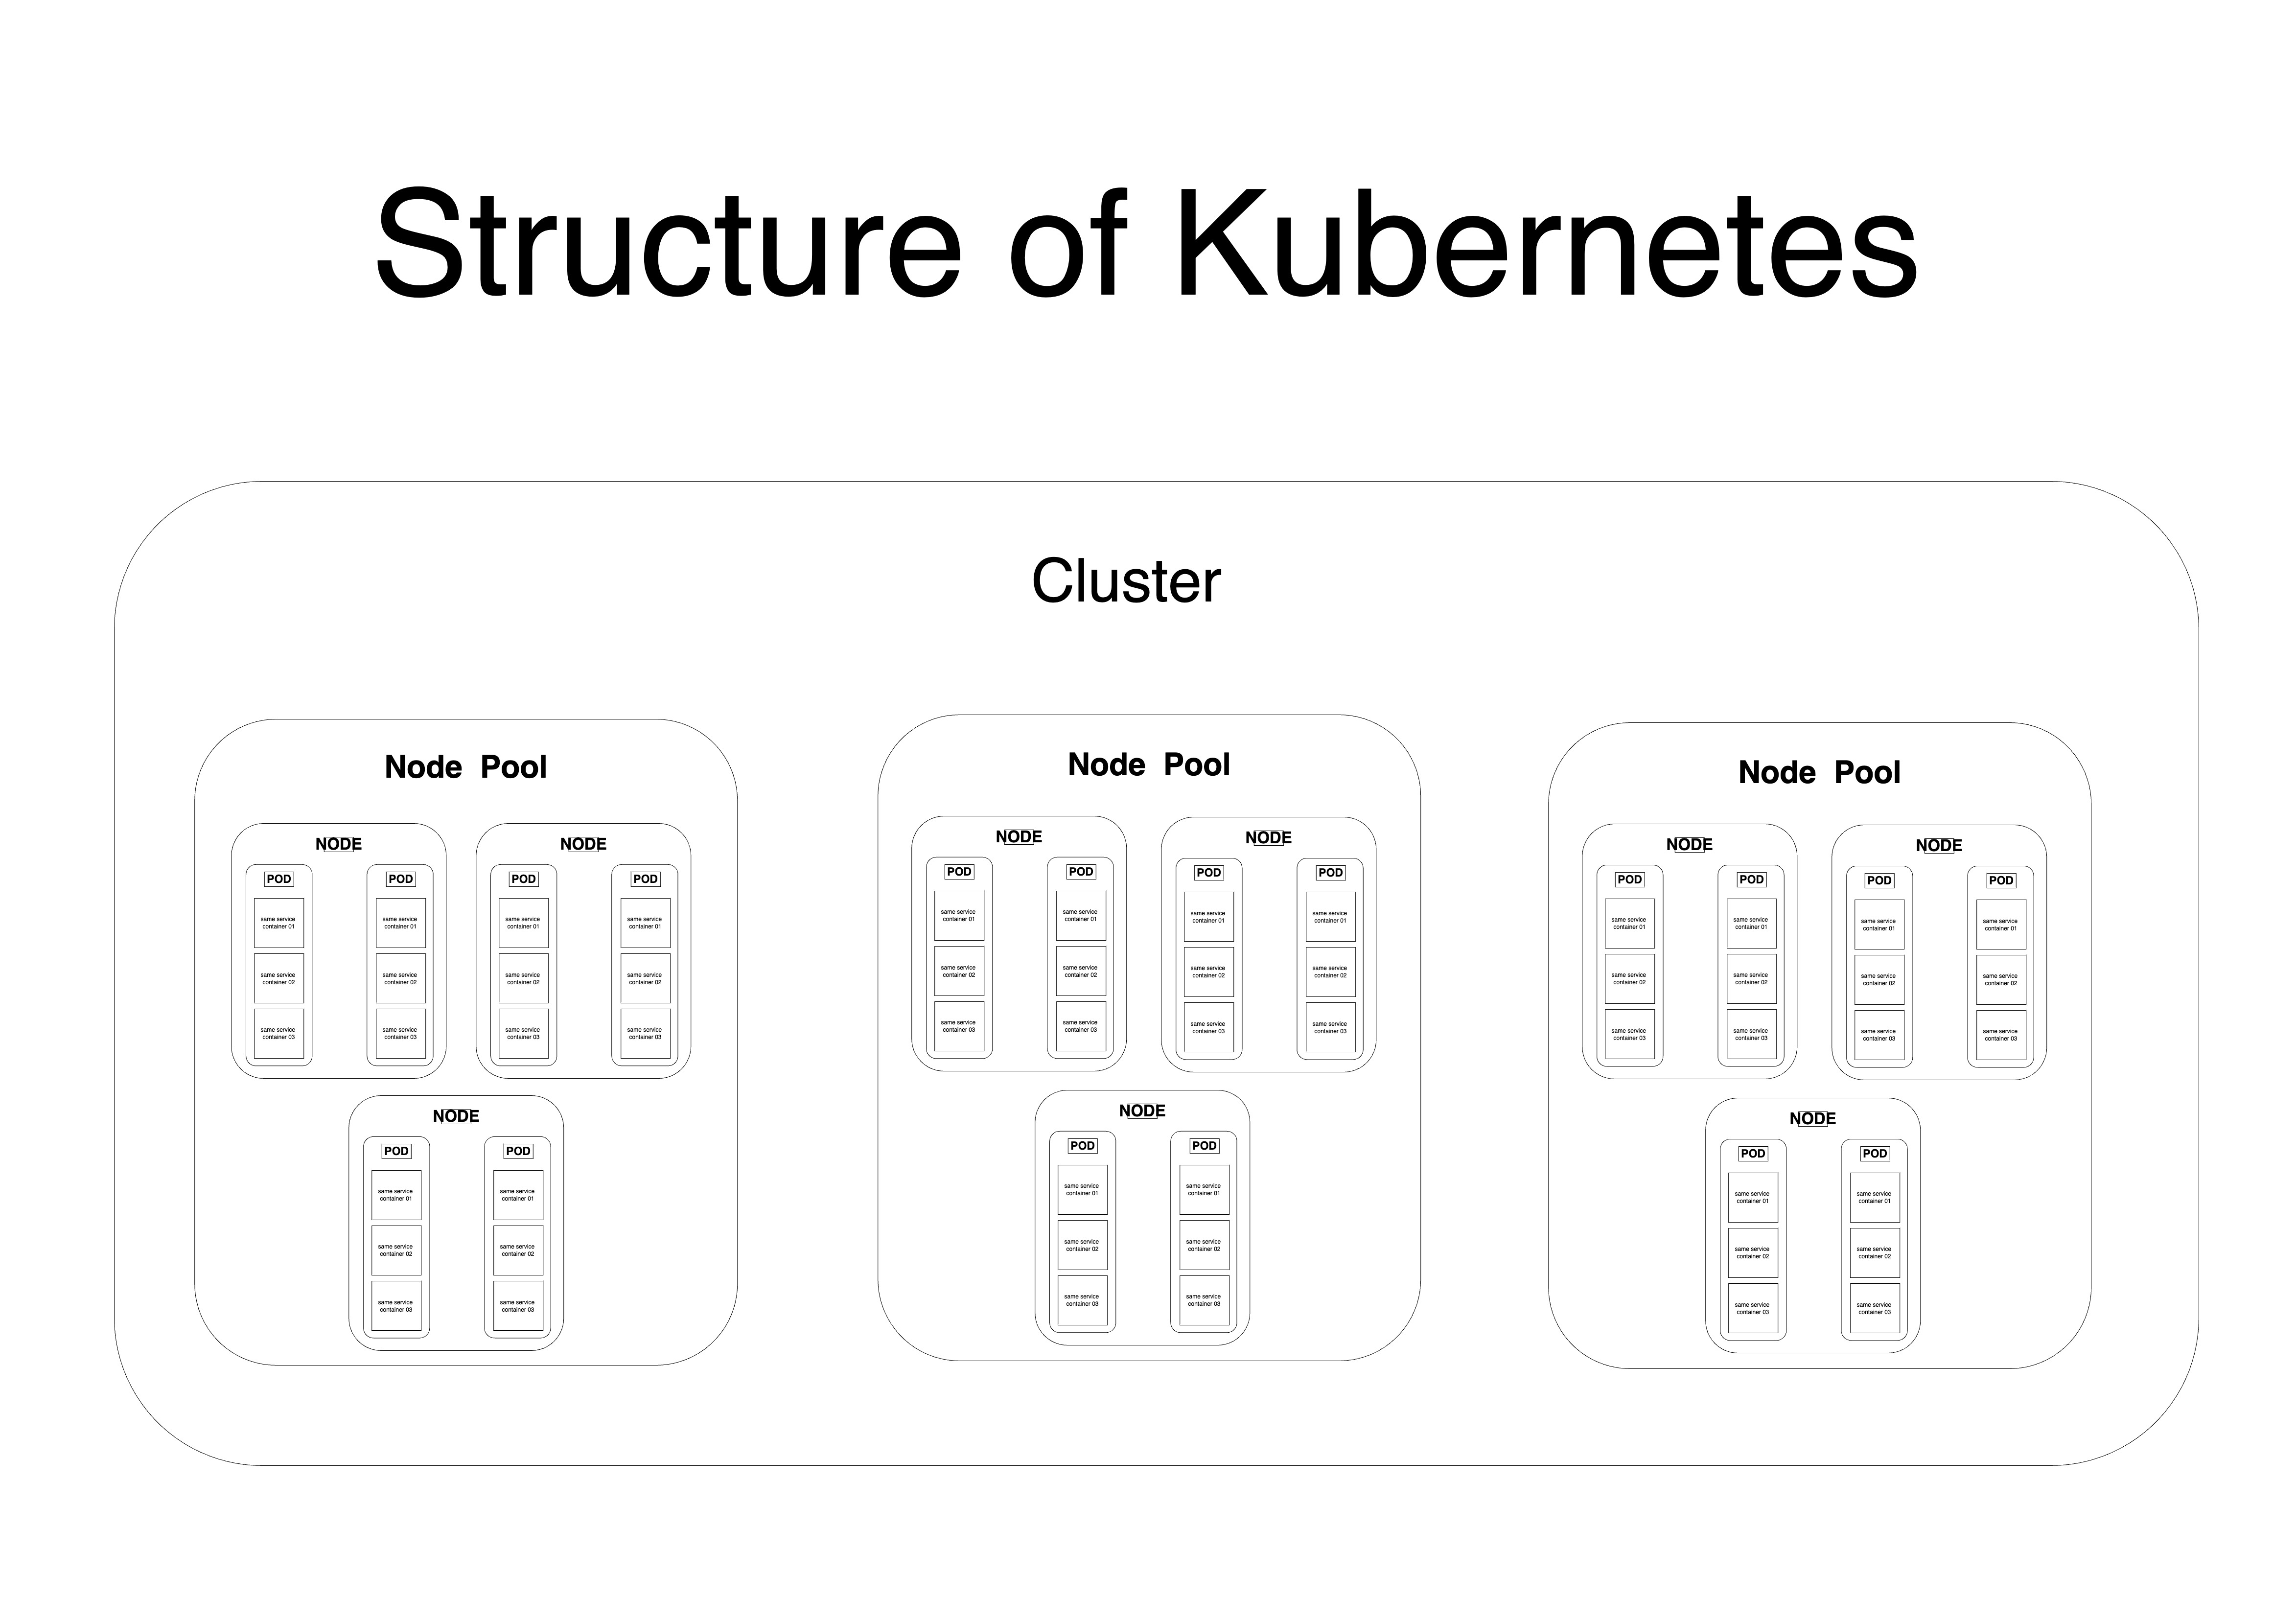 Structure of Kubernetes
Cluster
Node Pool
NODE
POD
same service
container 01
same service
container 02
same service
container 03
POD
same service
container 01
same service
container 02
same service
container 03
NODE
POD
same service
container 01
same service
container 02
same service
container 03
POD
same service
container 01
same service
container 02
same service
container 03
NODE
POD
same service
container 01
same service
container 02
same service
container 03
POD
same service
container 01
same service
container 02
same service
container 03
Node Pool
NODE
POD
same service
container 01
same service
container 02
same service
container 03
POD
same service
container 01
same service
container 02
same service
container 03
NODE
POD
same service
container 01
same service
container 02
same service
container 03
POD
same service
container 01
same service
container 02
same service
container 03
NODE
POD
same service
container 01
same service
container 02
same service
container 03
POD
same service
container 01
same service
container 02
same service
container 03
Node Pool
NODE
POD
same service
container 01
same service
container 02
same service
container 03
POD
same service
container 01
same service
container 02
same service
container 03
NODE
POD
same service
container 01
same service
container 02
same service
container 03
POD
same service
container 01
same service
container 02
same service
container 03
NODE
POD
same service
container 01
same service
container 02
same service
container 03
POD
same service
container 01
same service
container 02
same service
container 03